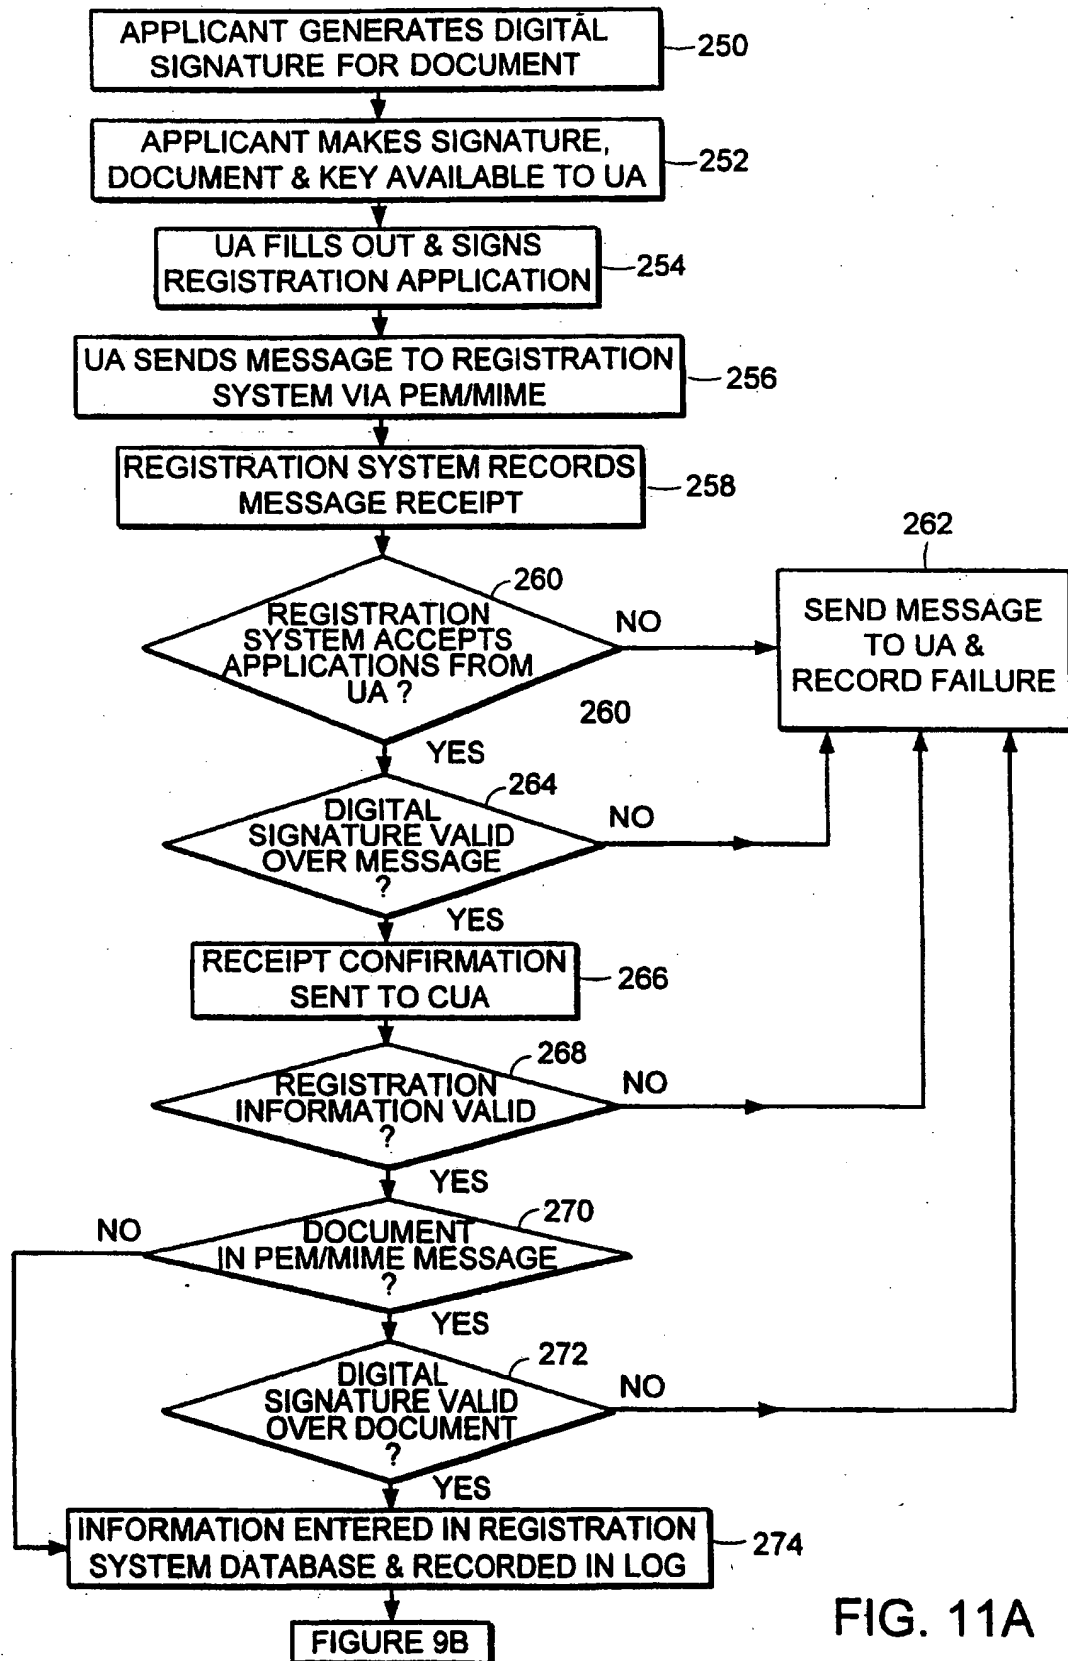 APPLICANT GENERATES DIGITAL
SIGNATURE FOR DOCUMENT
250
APPLICANT MAKES SIGNATURE,
DOCUMENT & KEY AVAILABLE TO UA
252
UA FILLS OUT & SIGNS
REGISTRATION APPLICATION
254
UA SENDS MESSAGE TO REGISTRATION
SYSTEM VIA PEM/MIME
256
REGISTRATION SYSTEM RECORDS
MESSAGE RECEIPT
258
260
REGISTRATION
SYSTEM ACCEPTS
APPLICATIONS FROM
UA ?
NO
262
SEND MESSAGE
TO UA &
RECORD FAILURE
260
YES
264
DIGITAL
SIGNATURE VALID
OVER MESSAGE
?
NO
YES
RECEIPT CONFIRMATION
SENT TO CUA
266
268
REGISTRATION
INFORMATION VALID
?
NO
YES
270
DOCUMENT
IN PEM/MIME MESSAGE
?
NO
YES
272
DIGITAL
SIGNATURE VALID
OVER DOCUMENT
?
NO
YES
INFORMATION ENTERED IN REGISTRATION
SYSTEM DATABASE & RECORDED IN LOG
274
FIGURE 9B
FIG. 11A